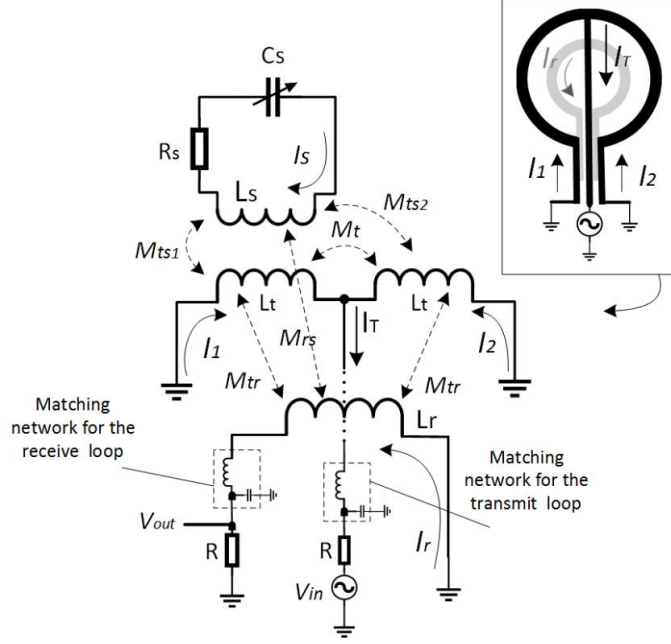 Cs
Rs
Is
Ls
Mts1
Mts2
Mt
Lt
Lt
I1
Mrs
IT
I2
Mtr
Mtr
Lr
Matching
network for the
receive loop
Matching
network for the
transmit loop
Vout
R
R
Vin
Ir
Ir
IT
I1
I2